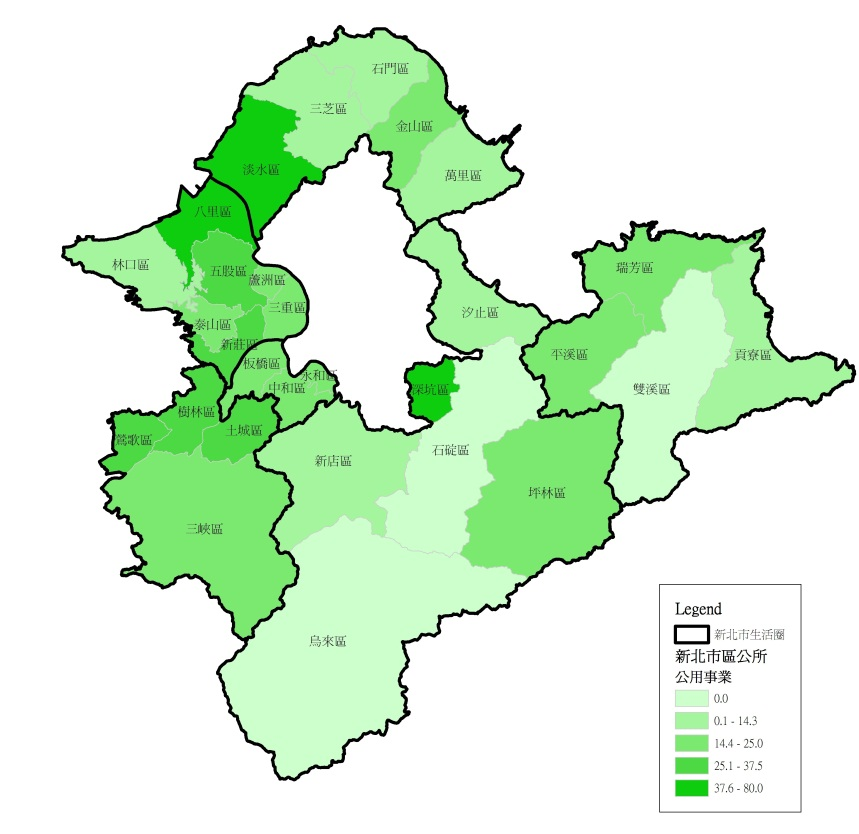 石門區
三芝區
金山區
淡水區
萬里區
八里區
林口區
五股區
蘆洲區
瑞芳區
三重區
汐止區
泰山區
新莊區
平溪區
貢寮區
板橋區
永和區
中和區
深坑區
雙溪區
樹林區
土城區
鶯歌區
石碇區
新店區
坪林區
三峽區
烏來區
Legend
新北市生活圈
新北市區公所
公用事業
0.0
0.1 - 14.3
14.4 - 25.0
25.1 - 37.5
37.6 - 80.0